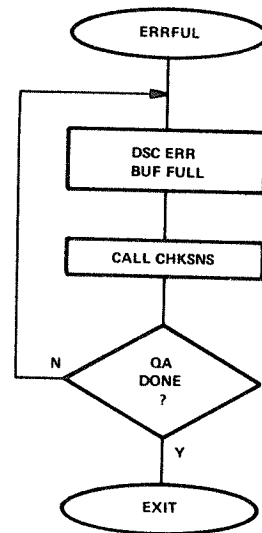 ERRFUL
DSC ERR
BUF FULL
CALL CHKSNS
N
QA
DONE
?
Y
EXIT